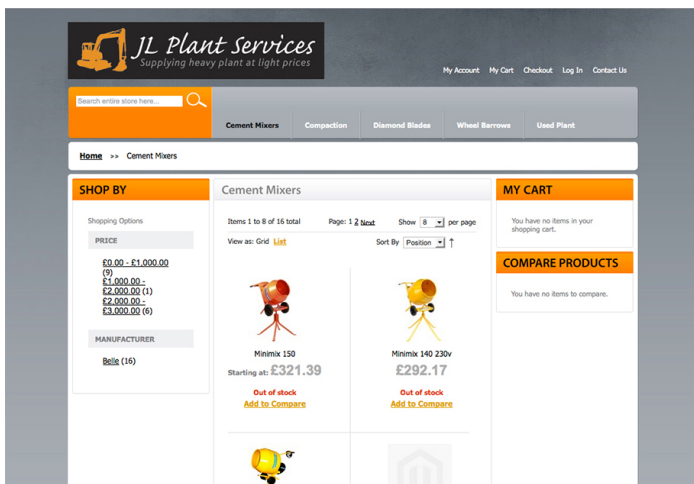 JL Plant Services
Supplying heavy plant at light prices
My Account My Cart Checkout Log In Contact Us
Search entire store here...
Cement Mixers Compaction Diamond Blades Wheel Barrows Used Plant
Home >> Cement Mixers
SHOP BY
Shopping Options
PRICE
£0.00 - £1,000.00
(9)
£1,000.00 -
£2,000.00 (1)
£2,000.00 -
£3,000.00 (6)
MANUFACTURER
Belle (16)
Cement Mixers
Items 1 to 8 of 16 total Page: 1 2 Next Show 8 per page
View as: Grid List Sort By Position
Minimix 150
Starting at: £321.39
Out of stock
Add to Compare
Minimix 140 230v
£292.17
Out of stock
Add to Compare
MY CART
You have no items in your
shopping cart.
COMPARE PRODUCTS
You have no items to compare.